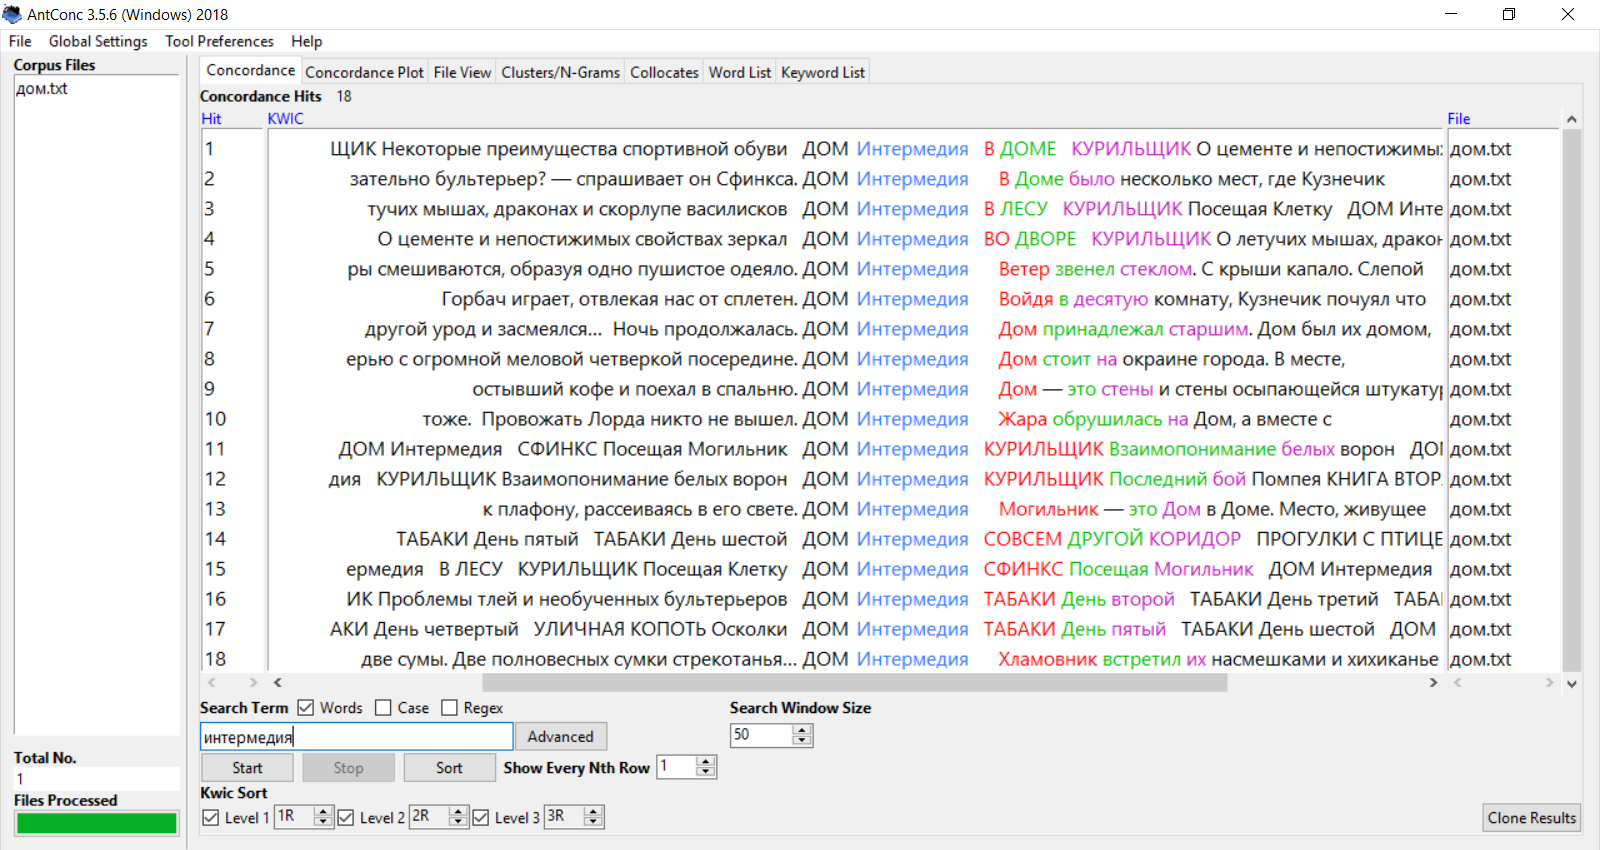 AntConc 3.5.6 (Windows) 2018
File Global Settings Tool Preferences Help
Corpus Files
дом.txt
Concordance Concordance Plot File View Clusters/N-Grams Collocates Word List Keyword List
Concordance Hits 18
Hit KWIC File
1 ЩИК Некоторые преимущества спортивной обуви ДОМ Интермедия В ДОМЕ КУРИЛЬЩИК О цементе и непостижимы дом.txt
2 зательно бультерьер? — спрашивает он Сфинкса. ДОМ Интермедия В Доме было несколько мест, где Кузнечик дом.txt
3 тучих мышах, драконах и скорлупе василисков ДОМ Интермедия В ЛЕСУ КУРИЛЬЩИК Посещая Клетку ДОМ Инте дом.txt
4 О цементе и непостижимых свойствах зеркал ДОМ Интермедия ВО ДВОРЕ КУРИЛЬЩИК О летучих мышах, дракон дом.txt
5 ры смешиваются, образуя одно пушистое одеяло. ДОМ Интермедия Ветер звенел стеклом. С крыши капало. Слепой дом.txt
6 Горбач играет, отвлекая нас от сплетен. ДОМ Интермедия Войдя в десятую комнату, Кузнечик почуял что дом.txt
7 другой урод и засмеялся... Ночь продолжалась. ДОМ Интермедия Дом принадлежал старшим. Дом был их домом, дом.txt
8 ерью с огромной меловой четверкой посередине. ДОМ Интермедия Дом стоит на окраине города. В месте, дом.txt
9 остывший кофе и поехал в спальню. ДОМ Интермедия Дом — это стены и стены осыпающейся штукату дом.txt
10 тоже. Провожать Лорда никто не вышел. ДОМ Интермедия Жара обрушилась на Дом, а вместе с дом.txt
11 ДОМ Интермедия СФИНКС Посещая Могильник ДОМ Интермедия КУРИЛЬЩИК Взаимопонимание белых ворон ДОМ дом.txt
12 дия КУРИЛЬЩИК Взаимопонимание белых ворон ДОМ Интермедия КУРИЛЬЩИК Последний бой Помпея КНИГА ВТОР дом.txt
13 к плафону, рассеиваясь в его свете. ДОМ Интермедия Могильник — это Дом в Доме. Место, живущее дом.txt
14 ТАБАКИ День пятый ТАБАКИ День шестой ДОМ Интермедия СОВСЕМ ДРУГОЙ КОРИДОР ПРОГУЛКИ С ПТИЦЕ дом.txt
15 ермедия В ЛЕСУ КУРИЛЬЩИК Посещая Клетку ДОМ Интермедия СФИНКС Посещая Могильник ДОМ Интермедия дом.txt
16 ИК Проблемы тлей и необученных бультерьеров ДОМ Интермедия ТАБАКИ День второй ТАБАКИ День третий ТАБА дом.txt
17 АКИ День четвертый УЛИЧНАЯ КОПОТЬ Осколки ДОМ Интермедия ТАБАКИ День пятый ТАБАКИ День шестой ДОМ дом.txt
18 две сумы. Две полновесных сумки стрекотанья... ДОМ Интермедия Хламовник встретил их насмешками и хихиканье дом.txt
Search Term Words Case Regex Search Window Size
интермедия Advanced 50
Total No.
1
Start Stop Sort Show Every Nth Row 1
Files Processed
Kwic Sort
Level 1 1R Level 2 2R Level 3 3R Clone Results